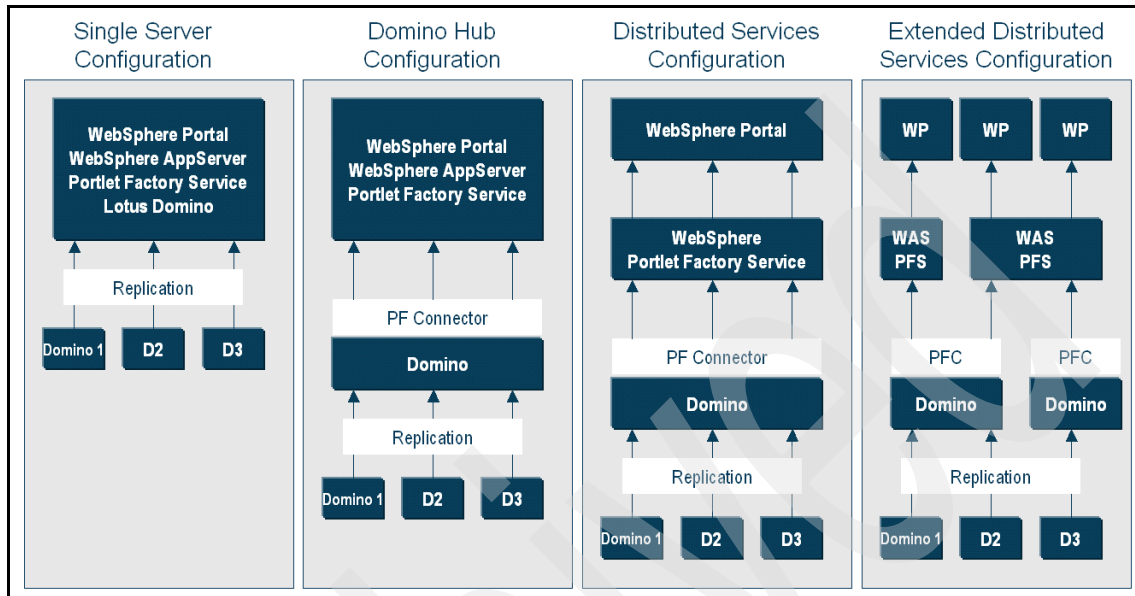 Single Server
Configuration
WebSphere Portal
WebSphere AppServer
Portlet Factory Service
Lotus Domino
Replication
Domino 1
D2
D3
Domino Hub
Configuration
WebSphere Portal
WebSphere AppServer
Portlet Factory Service
PF Connector
Domino
Replication
Domino 1
D2
D3
Distributed Services
Configuration
WebSphere Portal
WebSphere
Portlet Factory Service
PF Connector
Domino
Replication
Domino 1
D2
D3
Extended Distributed
Services Configuration
WP
WP
WP
WAS
PFS
WAS
PFS
PFC
PFC
Domino
Domino
Replication
Domino 1
D2
D3